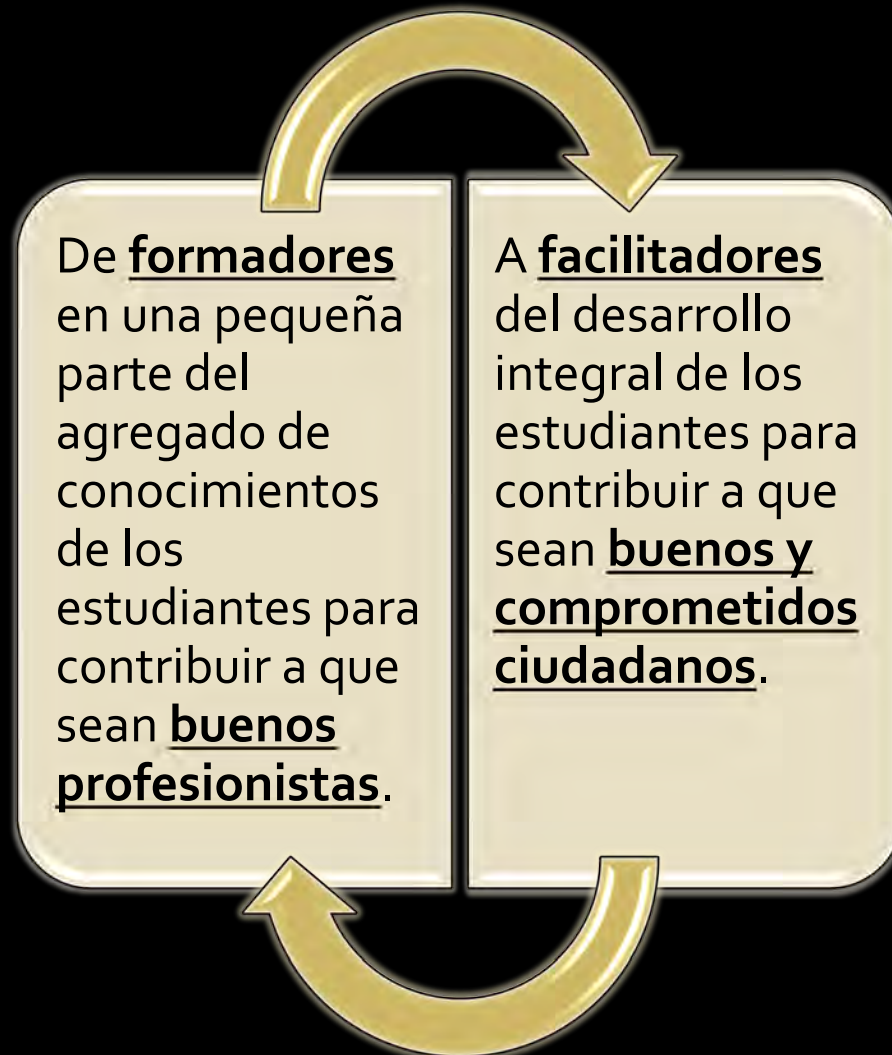 De formadores
en una pequeña
parte del
agregado de
conocimientos
de los
estudiantes para
contribuir a que
sean buenos
profesionistas.
A facilitadores
del desarrollo
integral de los
estudiantes para
contribuir a que
sean buenos y
comprometidos
ciudadanos.